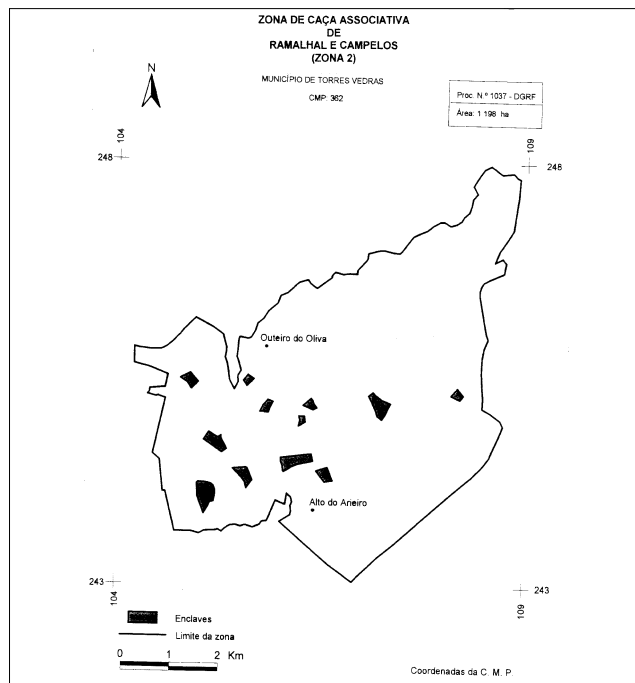 ZONA DE CAÇA ASSOCIATIVA
DE
RAMALHAL E CAMPELOS
(ZONA 2)
MUNICÍPIO DE TORRES VEDRAS
CMP: 362
Proc. N.º 1037 - DGRF
Área: 1 198 ha
N
104
248
109
248
Outeiro do Oliva
Alto do Arieiro
243
104
243
109
Enclaves
Limite da zona
0 1 2 Km
Coordenadas da C. M. P.